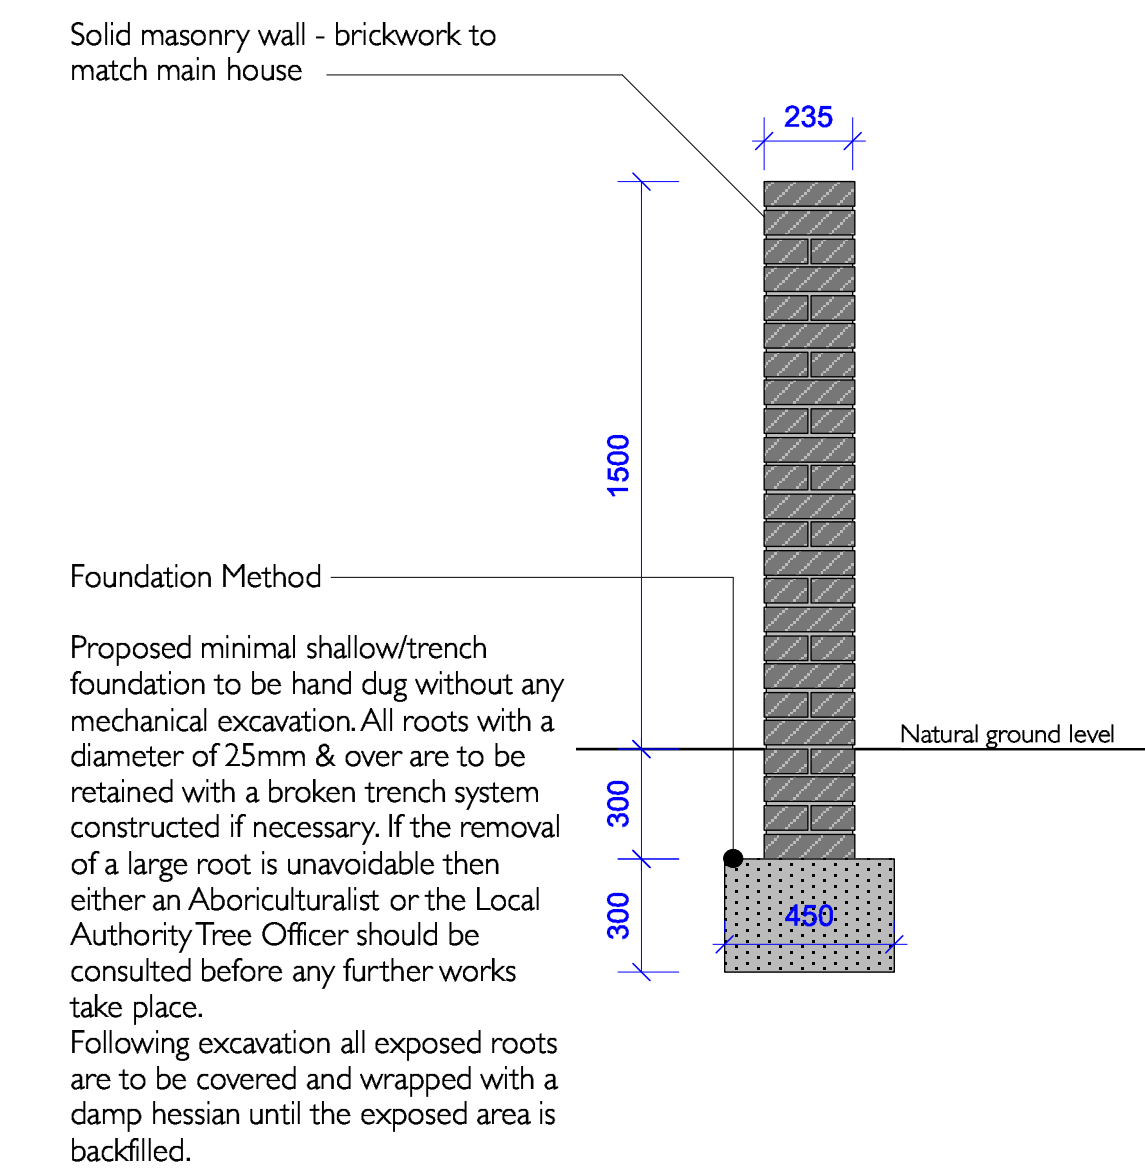 Solid masonry wall - brickwork to
match main house
235
1500
Foundation Method
Proposed minimal shallow/trench
foundation to be hand dug without any
mechanical excavation. All roots with a
diameter of 25mm & over are to be
retained with a broken trench system
constructed if necessary. If the removal
of a large root is unavoidable then
either an Aboriculturalist or the Local
Authority Tree Officer should be
consulted before any further works
take place.
Following excavation all exposed roots
are to be covered and wrapped with a
damp hessian until the exposed area is
backfilled.
Natural ground level
300
300
450